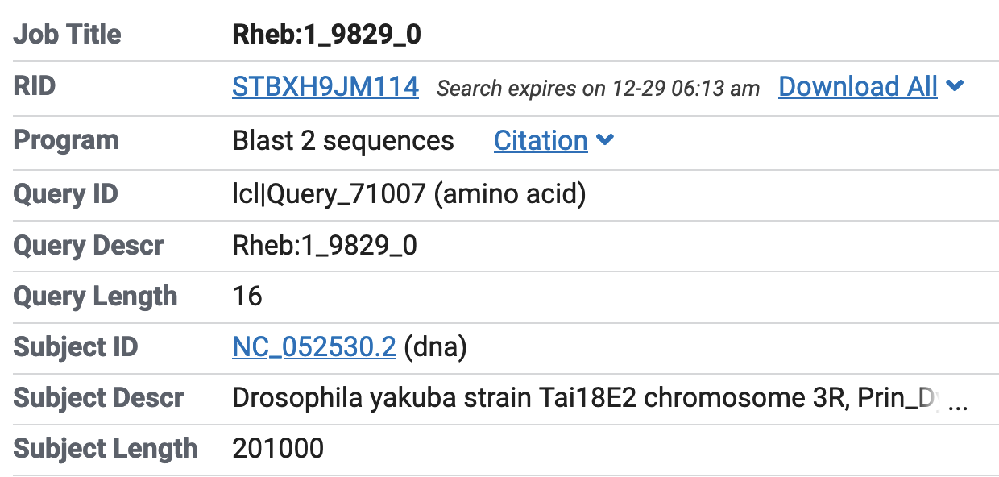 Job Title Rheb:1_9829_0
RID STBXH9JM114 Search expires on 12-29 06:13 am Download All
Program Blast 2 sequences Citation
Query ID lcl|Query_71007 (amino acid)
Query Descr Rheb:1_9829_0
Query Length 16
Subject ID NC_052530.2 (dna)
Subject Descr Drosophila yakuba strain Tai18E2 chromosome 3R, Prin_D ...
Subject Length 201000